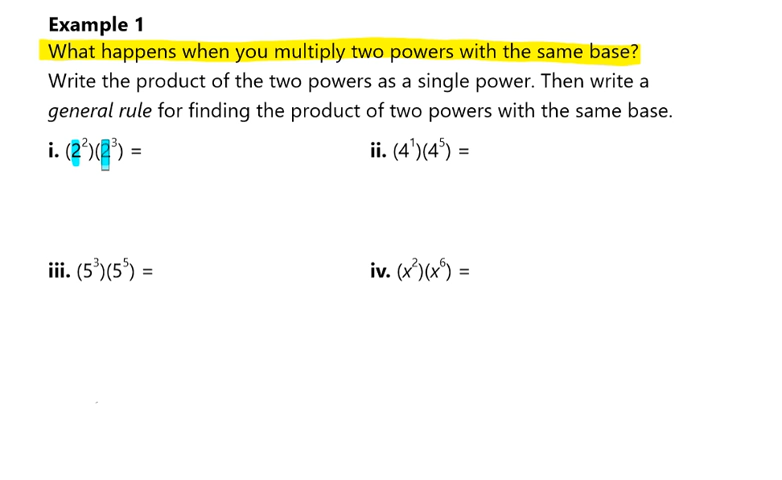 Example 1
What happens when you multiply two powers with the same base?
Write the product of the two powers as a single power. Then write a
general rule for finding the product of two powers with the same base.
i. (2²)(2³) =
ii. (4¹)(4⁵) =
iii. (5³)(5⁵) =
iv. (x²)(x⁶) =